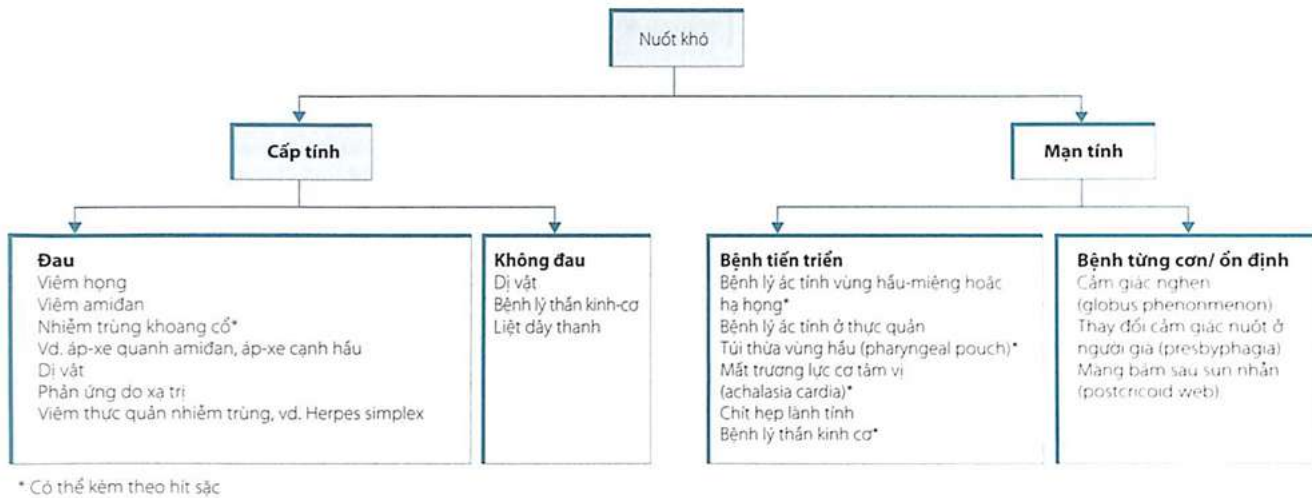 Nuốt khó
Cấp tính
Mạn tính
Đau
Viêm họng
Viêm amiđan
Nhiễm trùng khoang cổ*
Vd. áp-xe quanh amiđan, áp-xe cạnh hầu
Dị vật
Phản ứng do xạ trị
Viêm thực quản nhiễm trùng, vd. Herpes simplex
Không đau
Dị vật
Bệnh lý thần kinh-cơ
Liệt dây thanh
Bệnh tiến triển
Bệnh lý ác tính vùng hầu-miệng hoặc
hạ họng*
Bệnh lý ác tính ở thực quản
Túi thừa vùng hầu (pharyngeal pouch)*
Mất trương lực cơ tâm vị
(achalasia cardia)*
Chít hẹp lành tính
Bệnh lý thần kinh cơ*
Bệnh từng cơn/ ổn định
Cảm giác nghẹn
(globus phenonmenon)
Thay đổi cảm giác nuốt ở
người già (presbyphagia)
Màng bám sau sụn nhẫn
(postcricoid web)
* Có thể kèm theo hít sặc